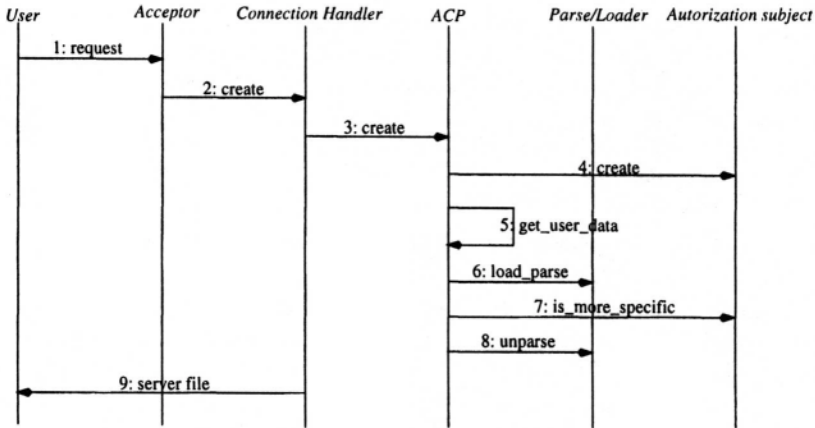 User Acceptor Connection Handler ACP Parse/Loader Autorization subject
1: request
2: create
3: create
4: create
5: get_user_data
6: load_parse
7: is_more_specific
8: unparse
9: server file